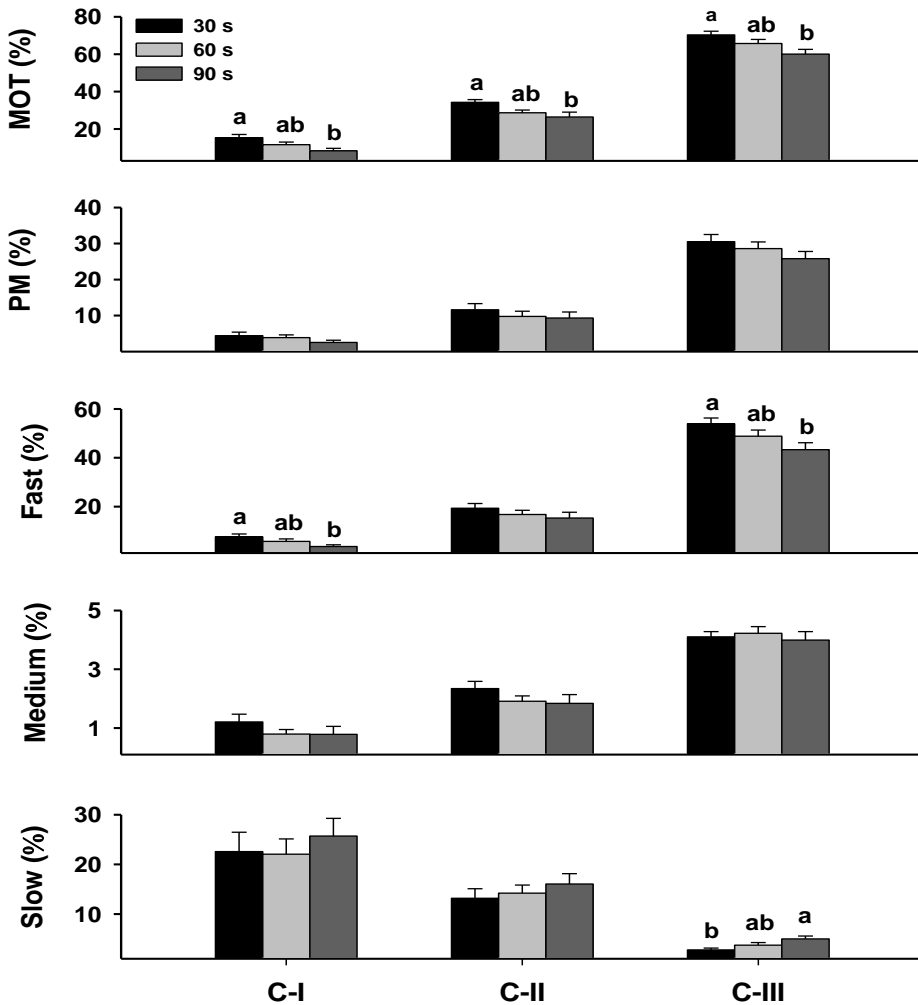 MOT (%)
80
60
40
20
30 s
60 s
90 s
a ab b
a ab b
a ab b
PM (%)
40
30
20
10
Fast (%)
60
40
20
a ab b
a ab b
Medium (%)
5
3
1
Slow (%)
30
20
10
b ab a
C-I C-II C-III